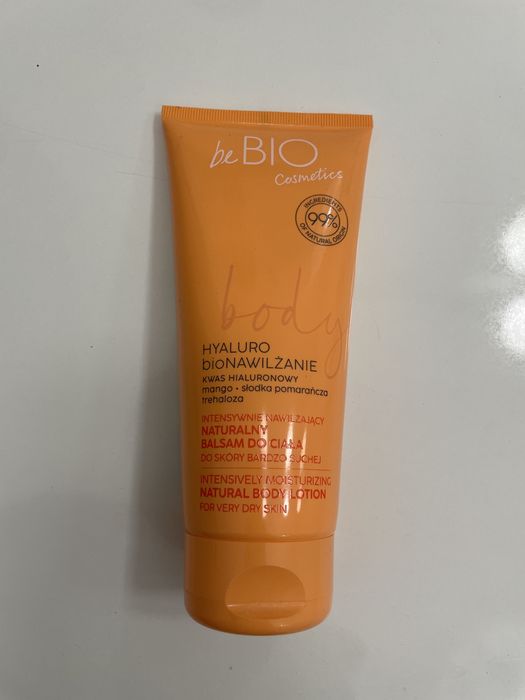 beBIO
Cosmetics
INGREDIENTS
99%
OF NATURAL ORIGIN
body
HYALURO
bioNAWILŻANIE
KWAS HIALURONOWY
mango • słodka pomarańcza
trehaloza
INTENSYWNIE NAWILŻAJĄCY
NATURALNY
BALSAM DO CIAŁA
DO SKÓRY BARDZO SUCHEJ
INTENSIVELY MOISTURIZING
NATURAL BODY LOTION
FOR VERY DRY SKIN